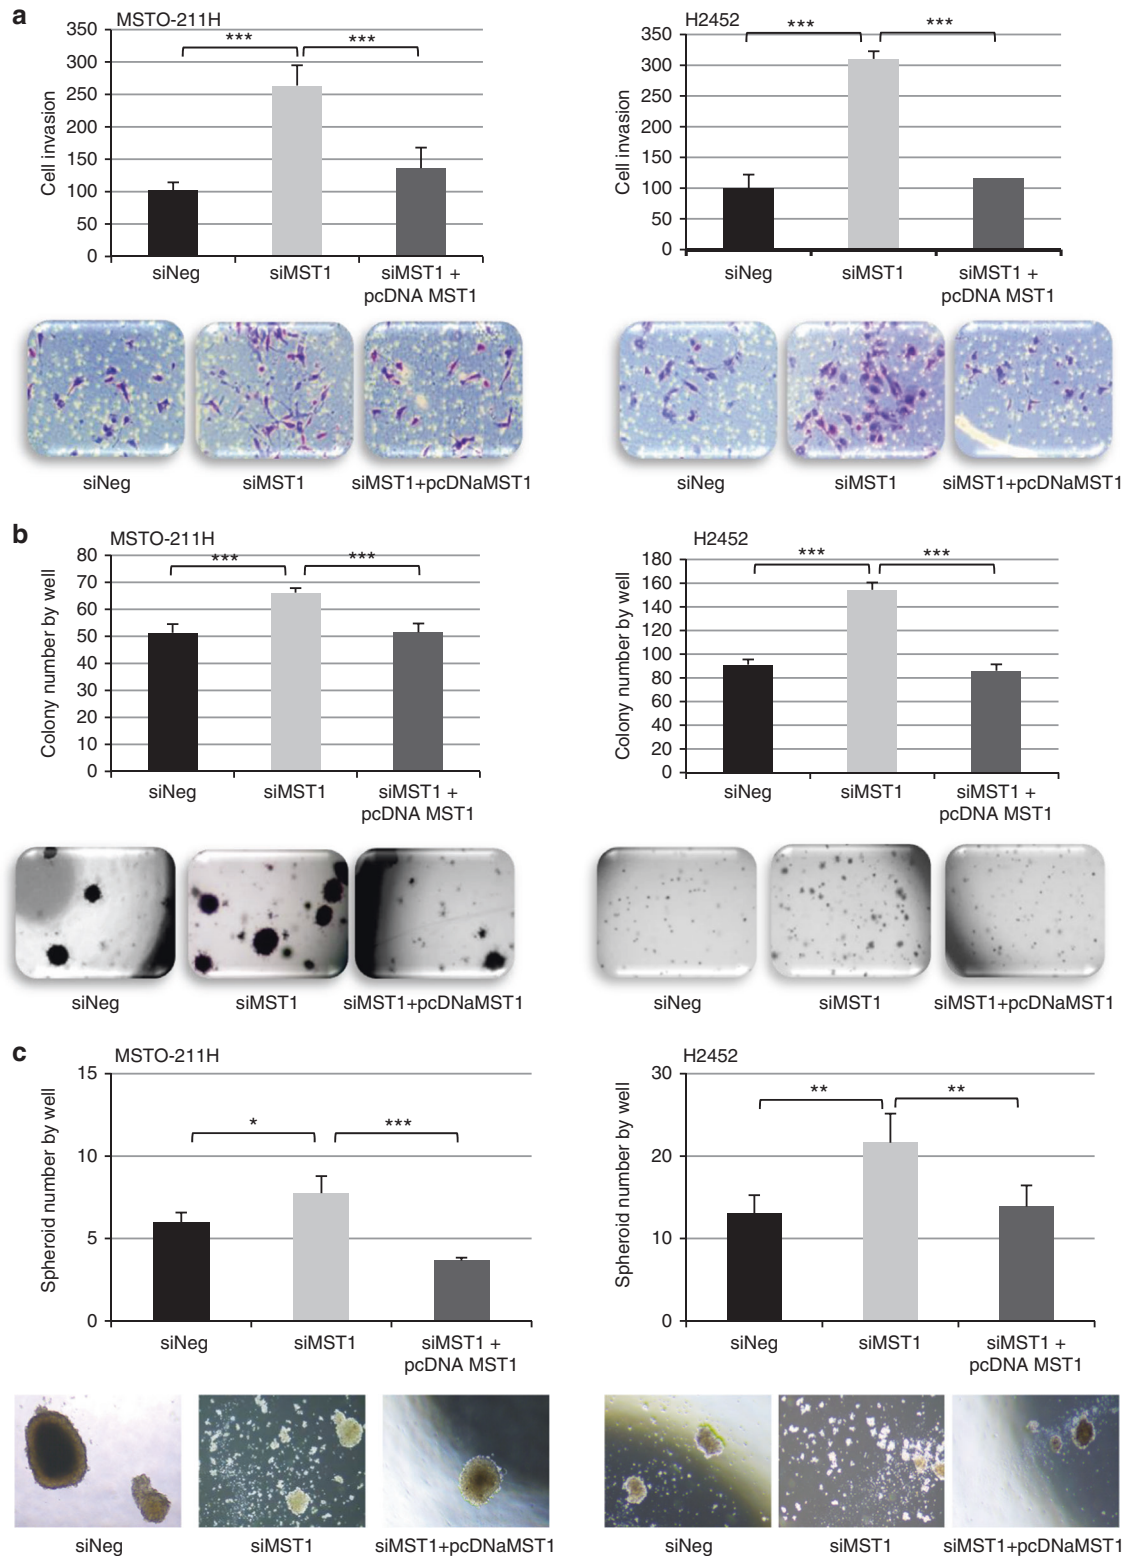 a
MSTO-211H
Cell invasion
350
300
250
200
150
100
50
0
***
***
siNeg
siMST1
siMST1 +
pcDNA MST1
H2452
Cell invasion
350
300
250
200
150
100
50
0
***
***
siNeg
siMST1
siMST1 +
pcDNA MST1
siNeg
siMST1
siMST1+pcDNaMST1
siNeg
siMST1
siMST1+pcDNaMST1
b
MSTO-211H
Colony number by well
80
70
60
50
40
30
20
10
0
***
***
siNeg
siMST1
siMST1 +
pcDNA MST1
H2452
Colony number by well
180
160
140
120
100
80
60
40
20
0
***
***
siNeg
siMST1
siMST1 +
pcDNA MST1
siNeg
siMST1
siMST1+pcDNaMST1
siNeg
siMST1
siMST1+pcDNaMST1
c
MSTO-211H
Spheroid number by well
15
10
5
0
*
***
siNeg
siMST1
siMST1 +
pcDNA MST1
H2452
Spheroid number by well
30
20
10
0
**
**
siNeg
siMST1
siMST1 +
pcDNA MST1
siNeg
siMST1
siMST1+pcDNaMST1
siNeg
siMST1
siMST1+pcDNaMST1